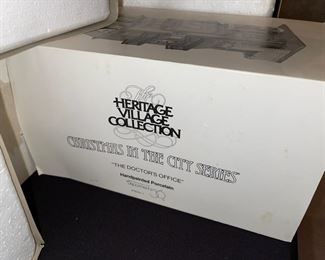 The
HERITAGE
VILLAGE
COLLECTION
CHRISTMAS IN THE CITY SERIES
"THE DOCTOR'S OFFICE"
Handpainted Porcelain